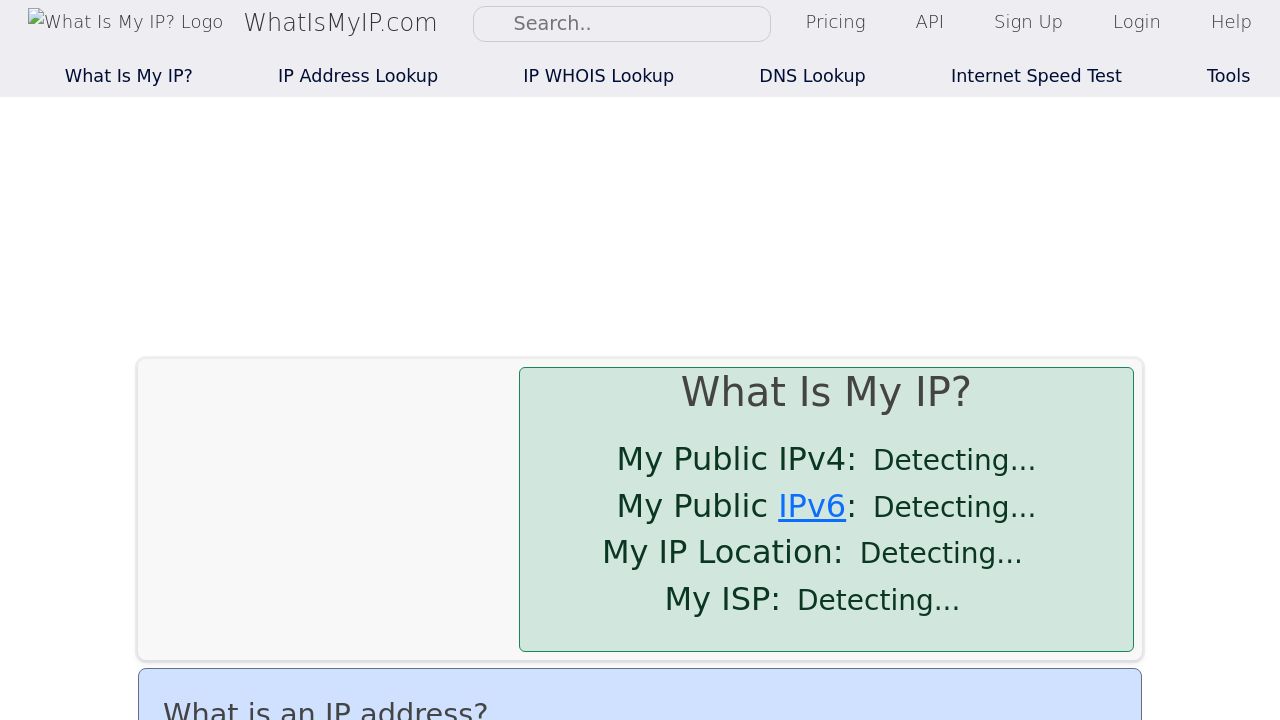 What Is My IP? Logo WhatIsMyIP.com Search.. Pricing API Sign Up Login Help
What Is My IP? IP Address Lookup IP WHOIS Lookup DNS Lookup Internet Speed Test Tools
What Is My IP?
My Public IPv4: Detecting...
My Public IPv6: Detecting...
My IP Location: Detecting...
My ISP: Detecting...
What is an IP address?